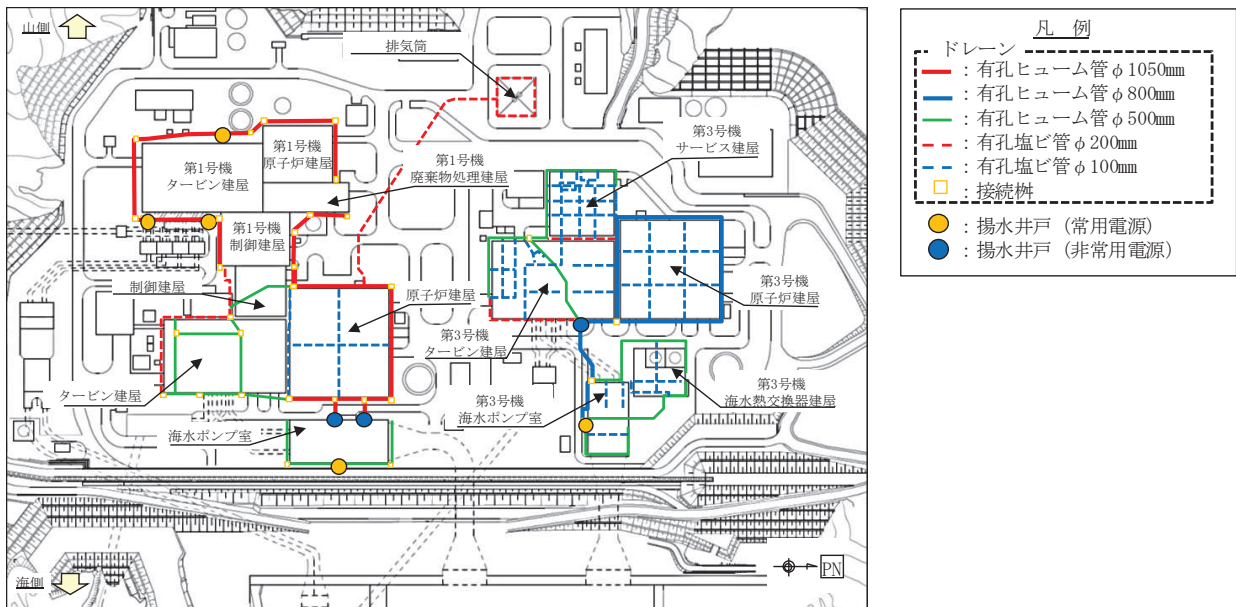 山側
排気筒
第1号機
タービン建屋
第1号機
原子炉建屋
第1号機
廃棄物処理建屋
第3号機
サービス建屋
第1号機
制御建屋
制御建屋
原子炉建屋
第3号機
原子炉建屋
第3号機
タービン建屋
タービン建屋
第3号機
海水ポンプ室
第3号機
海水熱交換器建屋
海水ポンプ室
海側
PN
凡 例
ドレーン
：有孔ヒューム管φ1050mm
：有孔ヒューム管φ800mm
：有孔ヒューム管φ500mm
：有孔塩ビ管φ200mm
：有孔塩ビ管φ100mm
：接続桝
：揚水井戸（常用電源）
：揚水井戸（非常用電源）